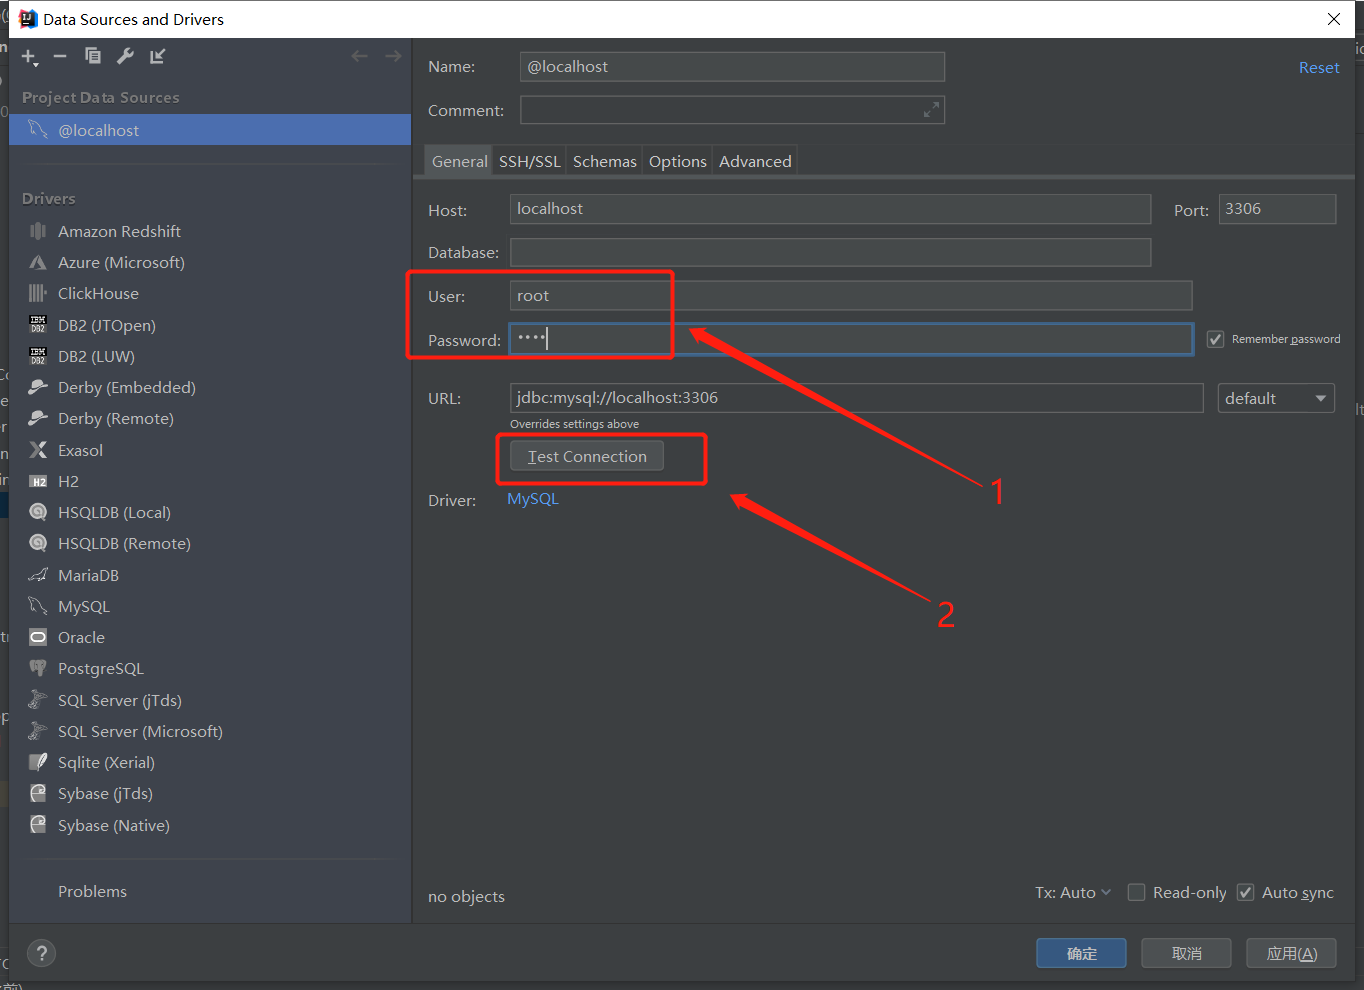 Data Sources and Drivers
Project Data Sources
@localhost
Drivers
Amazon Redshift
Azure (Microsoft)
ClickHouse
DB2 (JTOpen)
DB2 (LUW)
Derby (Embedded)
Derby (Remote)
Exasol
H2
HSQLDB (Local)
HSQLDB (Remote)
MariaDB
MySQL
Oracle
PostgreSQL
SQL Server (jTds)
SQL Server (Microsoft)
Sqlite (Xerial)
Sybase (jTds)
Sybase (Native)
Problems
Name: @localhost
Reset
Comment:
General SSH/SSL Schemas Options Advanced
Host: localhost Port: 3306
Database:
User: root
Password: •••• Remember password
URL: jdbc:mysql://localhost:3306 default
Overrides settings above
Test Connection
Driver: MySQL
1
2
no objects Tx: Auto Read-only Auto sync
? 确定 取消 应用(A)